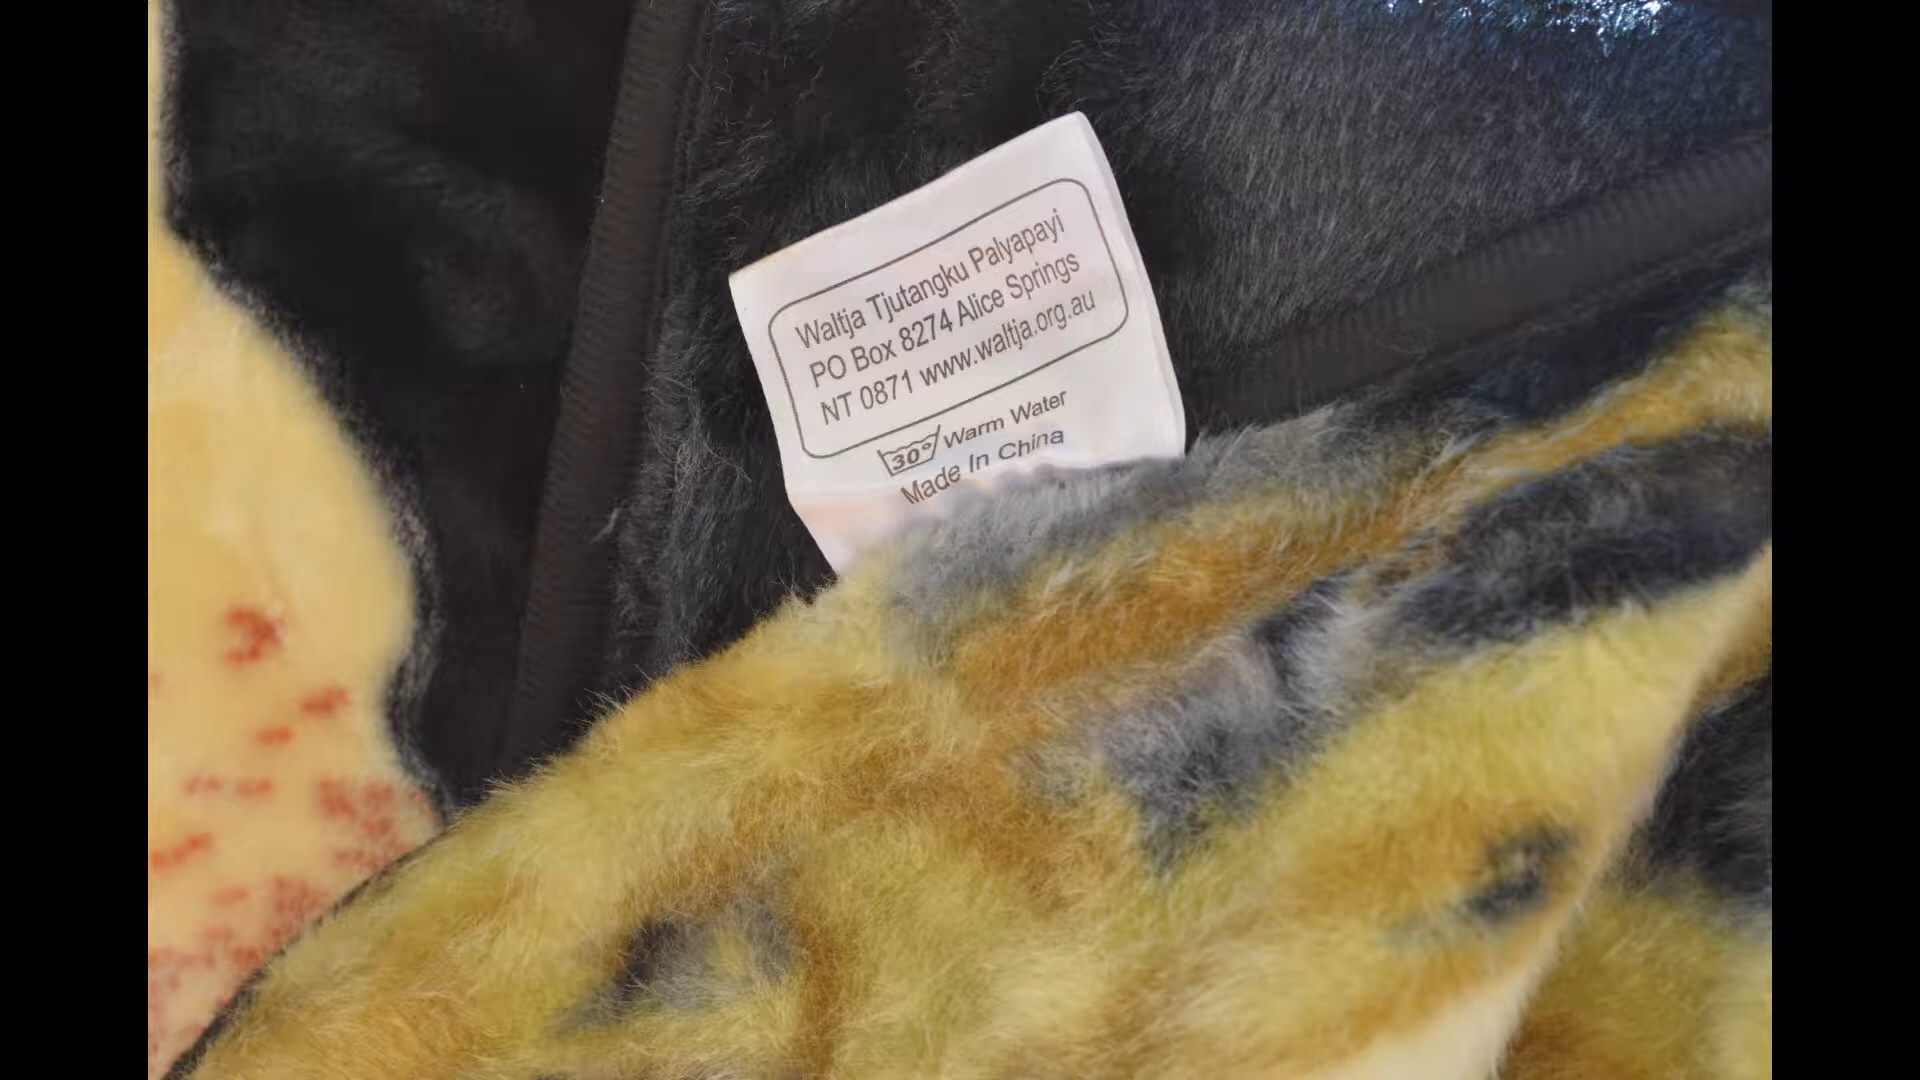 Waltja Tjutangku Palyapayi
PO Box 8274 Alice Springs
NT 0871 www.waltja.org.au
30° Warm Water
Made In China